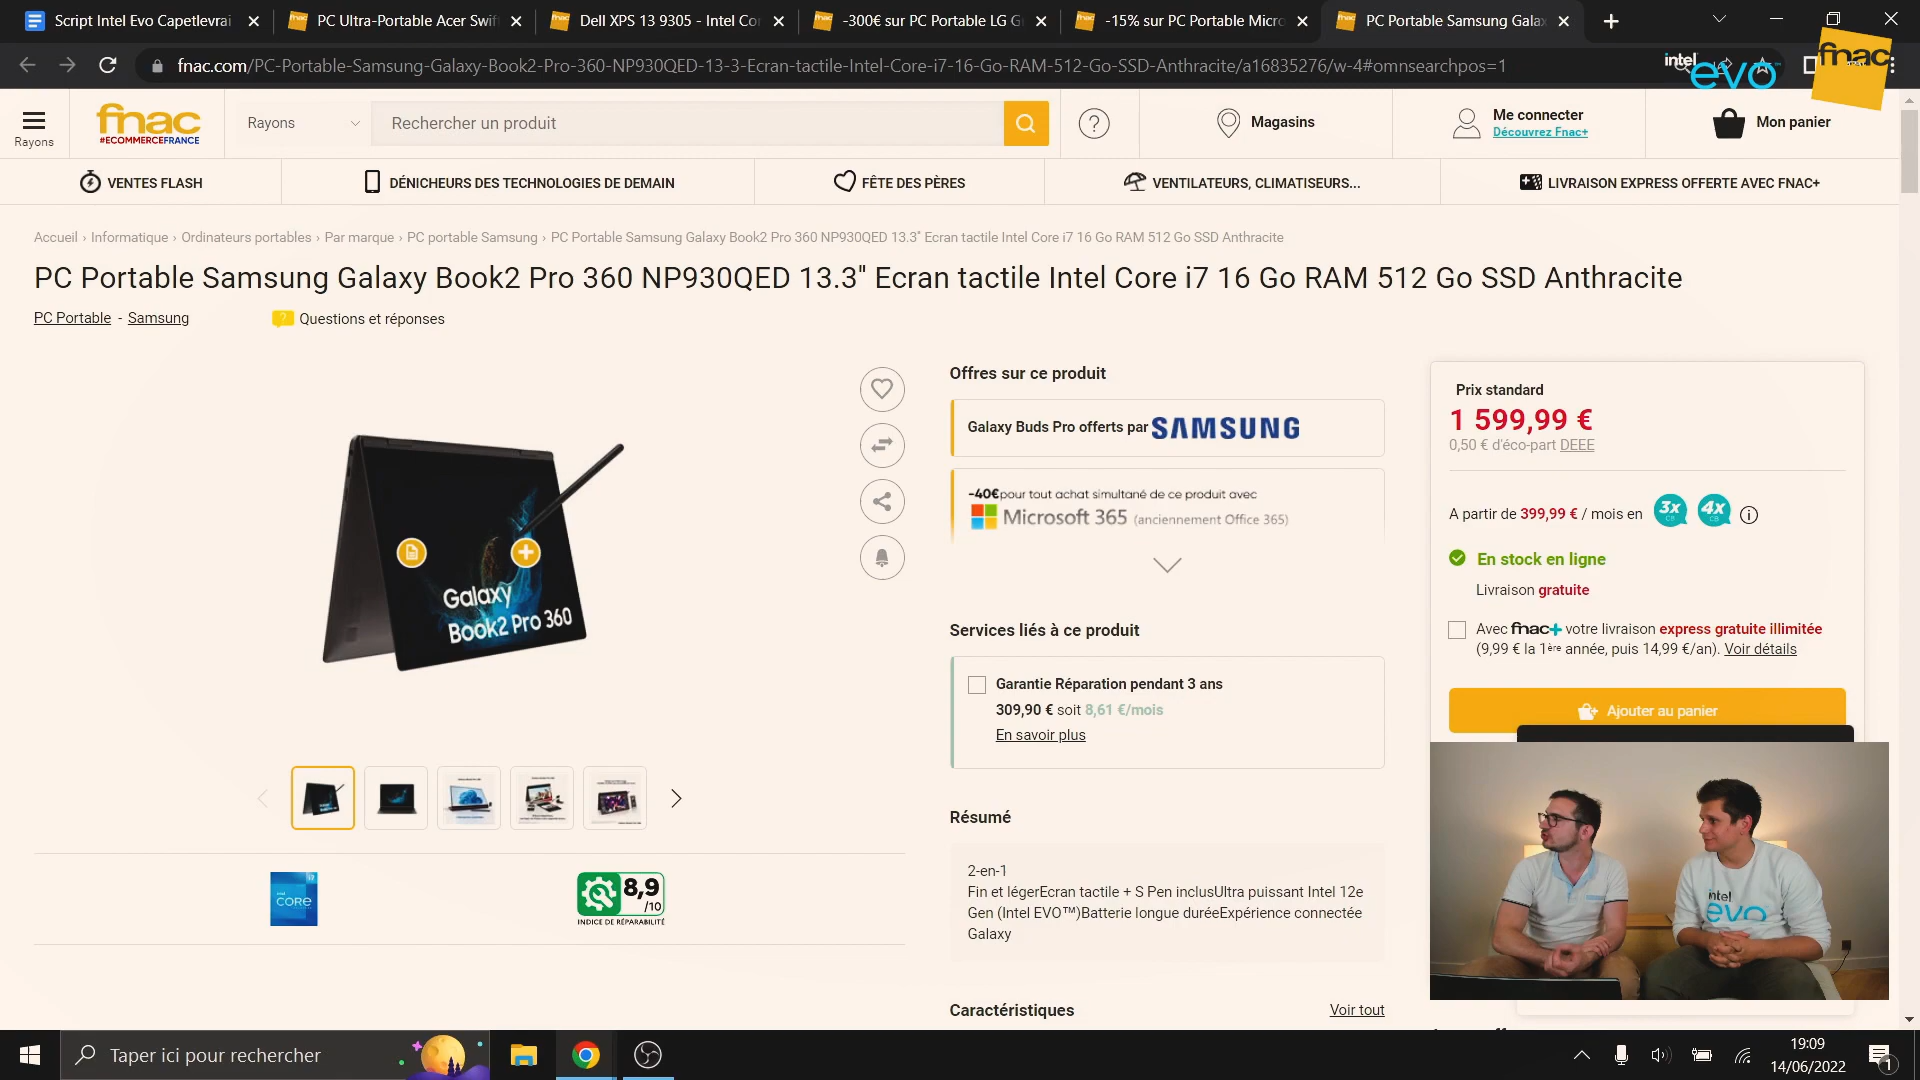 Script Intel Evo Capetlevrai
PC Ultra-Portable Acer Swif
Dell XPS 13 9305 - Intel Cor
-300€ sur PC Portable LG G
-15% sur PC Portable Micro
PC Portable Samsung Galax
fnac.com/PC-Portable-Samsung-Galaxy-Book2-Pro-360-NP930QED-13-3-Ecran-tactile-Intel-Core-i7-16-Go-RAM-512-Go-SSD-Anthracite/a16835276/w-4#omnsearchpos=1
intel evo
fnac
Rayons
fnac
#ECOMMERCEFRANCE
Rayons
Rechercher un produit
?
Magasins
Me connecter
Découvrez Fnac+
Mon panier
VENTES FLASH
DÉNICHEURS DES TECHNOLOGIES DE DEMAIN
FÊTE DES PÈRES
VENTILATEURS, CLIMATISEURS...
LIVRAISON EXPRESS OFFERTE AVEC FNAC+
Accueil › Informatique › Ordinateurs portables › Par marque › PC portable Samsung › PC Portable Samsung Galaxy Book2 Pro 360 NP930QED 13.3" Ecran tactile Intel Core i7 16 Go RAM 512 Go SSD Anthracite
PC Portable Samsung Galaxy Book2 Pro 360 NP930QED 13.3" Ecran tactile Intel Core i7 16 Go RAM 512 Go SSD Anthracite
PC Portable - Samsung
? Questions et réponses
Galaxy
Book2 Pro 360
intel
CORE
i7
8,9
/10
INDICE DE RÉPARABILITÉ
Offres sur ce produit
Galaxy Buds Pro offerts par SAMSUNG
-40€ pour tout achat simultané de ce produit avec
Microsoft 365 (anciennement Office 365)
Services liés à ce produit
Garantie Réparation pendant 3 ans
309,90 € soit 8,61 €/mois
En savoir plus
Résumé
2-en-1
Fin et légerEcran tactile + S Pen inclusUltra puissant Intel 12e
Gen (Intel EVO™)Batterie longue duréeExpérience connectée
Galaxy
Caractéristiques
Voir tout
Prix standard
1 599,99 €
0,50 € d'éco-part DEEE
A partir de 399,99 € / mois en 3x CB 4x CB
En stock en ligne
Livraison gratuite
Avec fnac+ votre livraison express gratuite illimitée
(9,99 € la 1ère année, puis 14,99 €/an). Voir détails
Ajouter au panier
intel
evo
Taper ici pour rechercher
19:09
14/06/2022
1